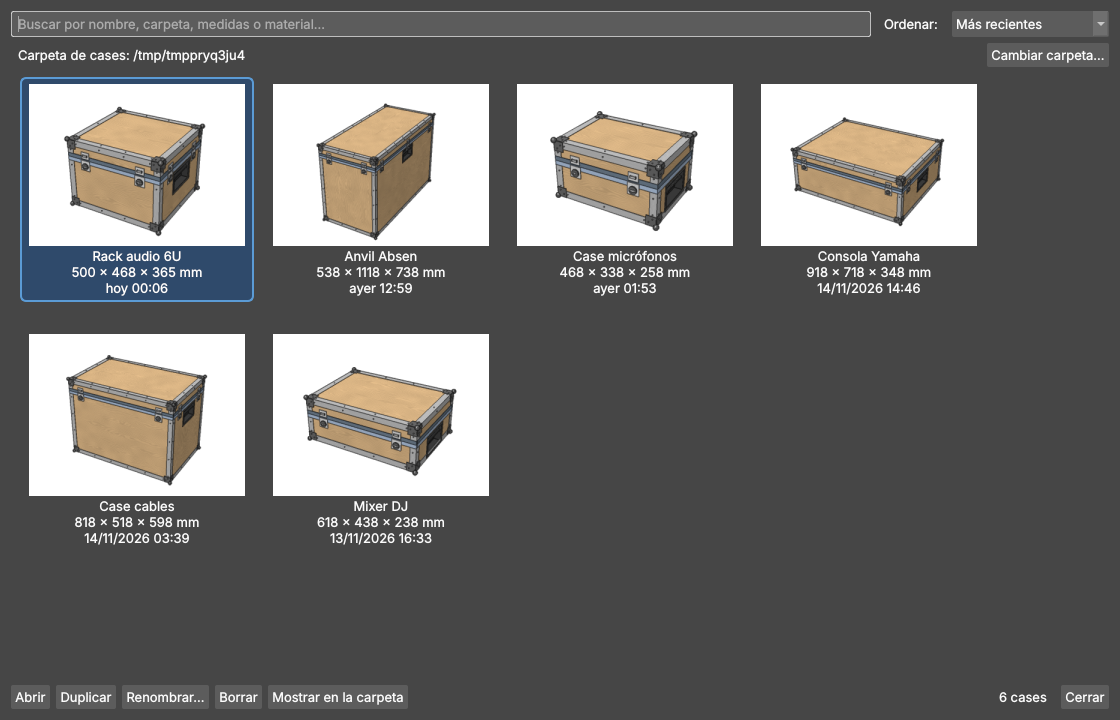 Buscar por nombre, carpeta, medidas o material...
Ordenar:
Más recientes
Carpeta de cases: /tmp/tmppryq3ju4
Cambiar carpeta...
Rack audio 6U
500 × 468 × 365 mm
hoy 00:06
Anvil Absen
538 × 1118 × 738 mm
ayer 12:59
Case micrófonos
468 × 338 × 258 mm
ayer 01:53
Consola Yamaha
918 × 718 × 348 mm
14/11/2026 14:46
Case cables
818 × 518 × 598 mm
14/11/2026 03:39
Mixer DJ
618 × 438 × 238 mm
13/11/2026 16:33
Abrir
Duplicar
Renombrar...
Borrar
Mostrar en la carpeta
6 cases
Cerrar